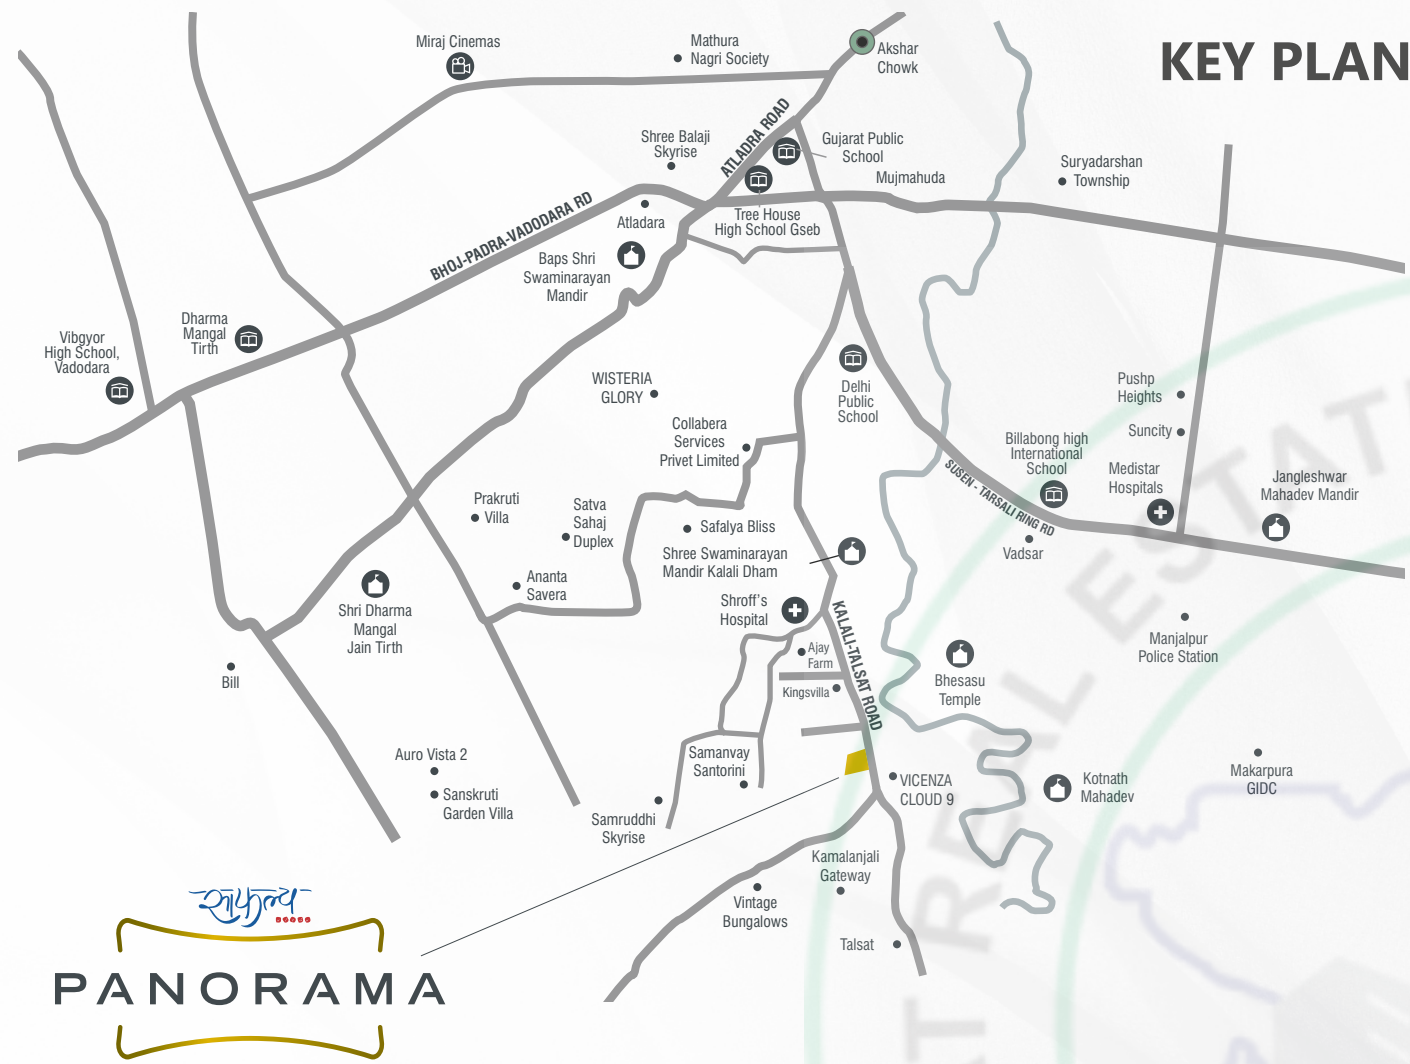 KEY PLAN
Miraj Cinemas
Mathura
Nagri Society
Akshar
Chowk
ATLADRA ROAD
Shree Balaji
Skyrise
Gujarat Public
School
Mujmahuda
Suryadarshan
Township
Tree House
High School Gseb
Atladara
BHOJ-PADRA-VADODARA RD
Baps Shri
Swaminarayan
Mandir
Dharma
Mangal
Tirth
Vibgyor
High School,
Vadodara
WISTERIA
GLORY
Delhi
Public
School
Pushp
Heights
Suncity
Collabera
Services
Privet Limited
Billabong high
International
School
Medistar
Hospitals
Jangleshwar
Mahadev Mandir
SUSEN - TARSALI RING RD
Vadsar
Prakruti
Villa
Satva
Sahaj
Duplex
Safalya Bliss
Shree Swaminarayan
Mandir Kalali Dham
Ananta
Savera
Shri Dharma
Mangal
Jain Tirth
Shroff's
Hospital
KALALI-TALSAT ROAD
Ajay
Farm
Kingsvilla
Manjalpur
Police Station
Bhesasu
Temple
Bill
Auro Vista 2
Sanskruti
Garden Villa
Samanvay
Santorini
Samruddhi
Skyrise
VICENZA
CLOUD 9
Kotnath
Mahadev
Makarpura
GIDC
Kamalanjali
Gateway
Vintage
Bungalows
Talsat
साफल्य
PANORAMA
REAL ESTAT